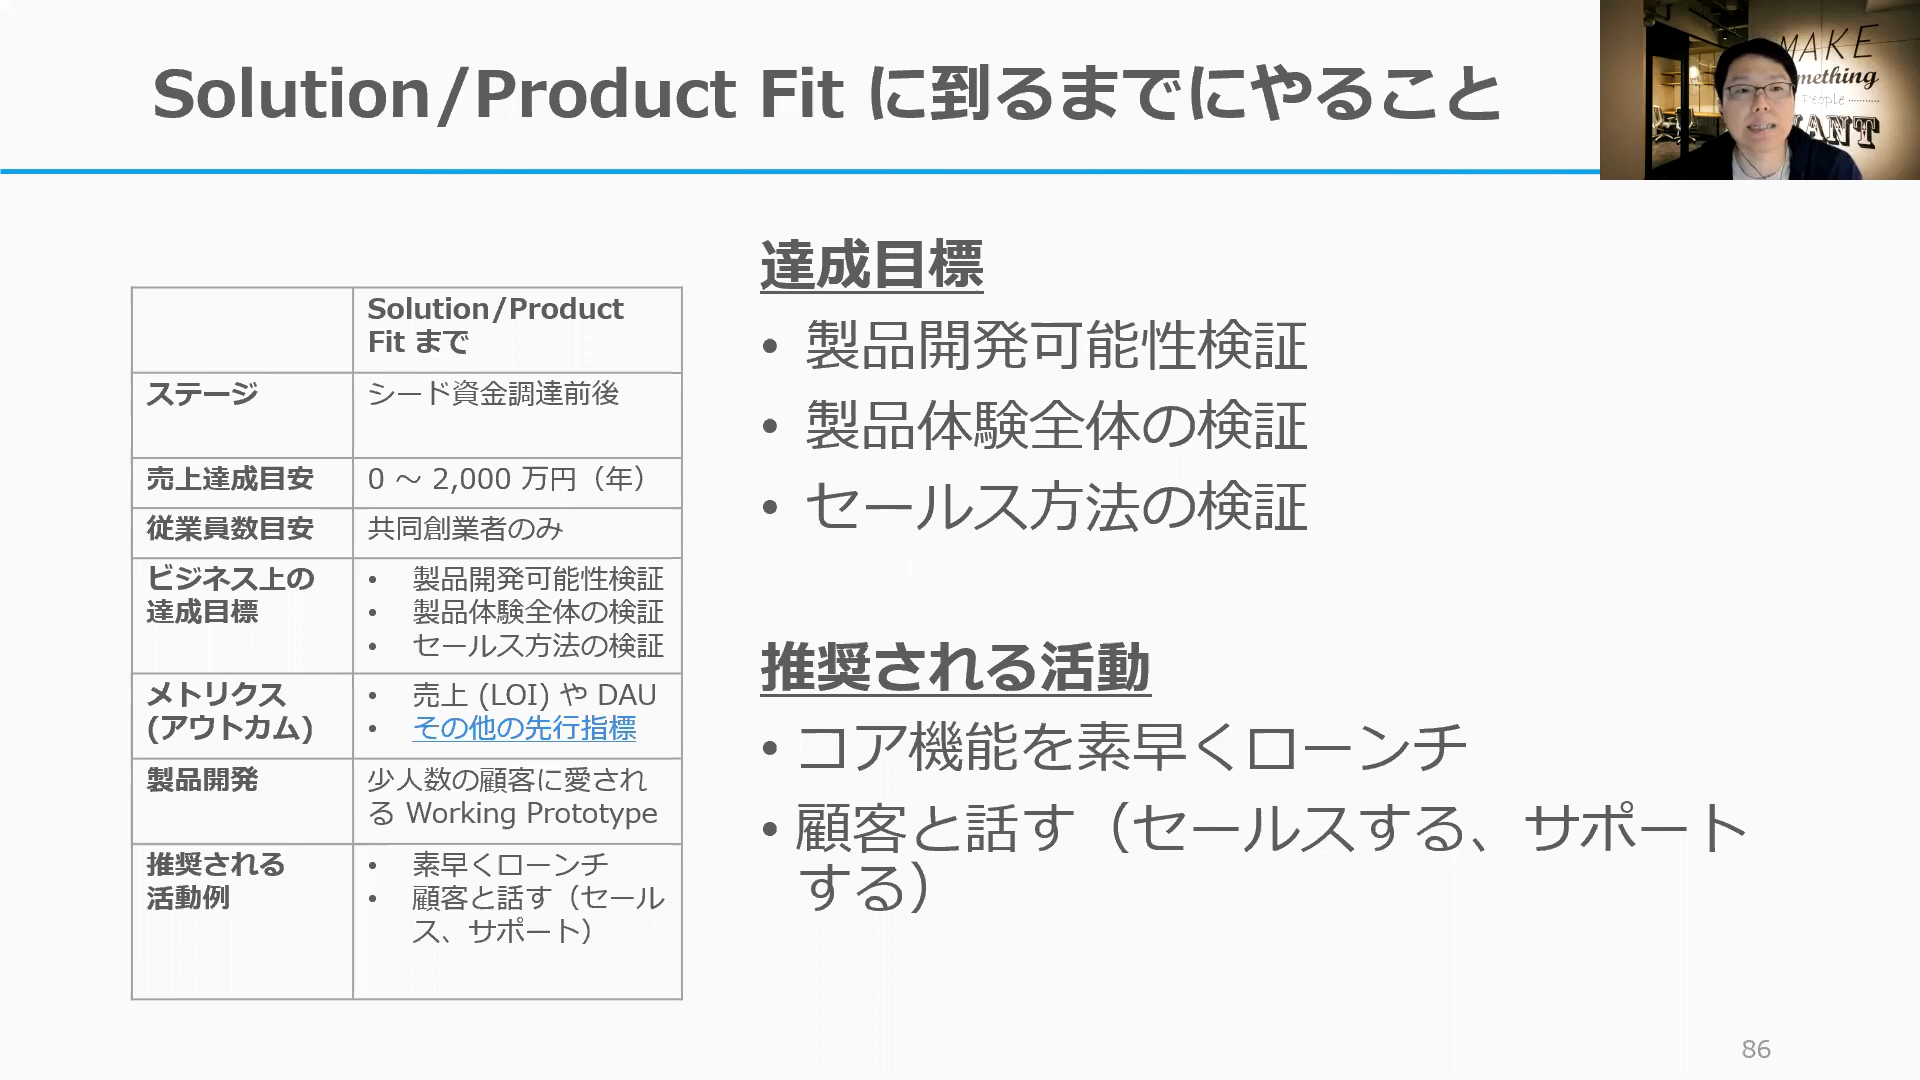 Solution/Product Fit に到るまでにやること
MAKE
mething
People
WANT
Solution/Product
Fit まで
ステージ
シード資金調達前後
売上達成目安
0 ～ 2,000 万円（年）
従業員数目安
共同創業者のみ
ビジネス上の
達成目標
• 製品開発可能性検証
• 製品体験全体の検証
• セールス方法の検証
メトリクス
(アウトカム)
• 売上 (LOI) や DAU
• その他の先行指標
製品開発
少人数の顧客に愛され
る Working Prototype
推奨される
活動例
• 素早くローンチ
• 顧客と話す（セール
ス、サポート）
達成目標
• 製品開発可能性検証
• 製品体験全体の検証
• セールス方法の検証
推奨される活動
• コア機能を素早くローンチ
• 顧客と話す（セールスする、サポート
する）
86